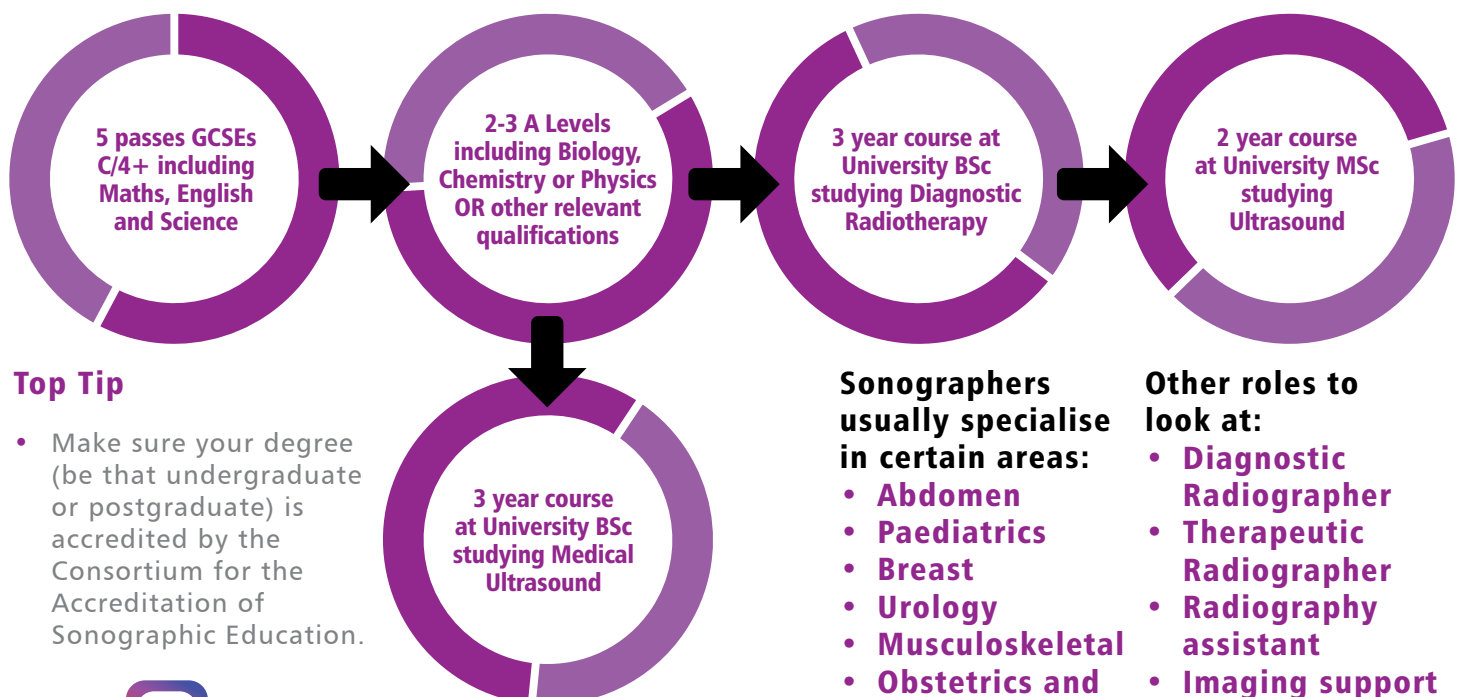 5 passes GCSEs
C/4+ including
Maths, English
and Science
2-3 A Levels
including Biology,
Chemistry or Physics
OR other relevant
qualifications
3 year course at
University BSc
studying Diagnostic
Radiotherapy
2 year course
at University MSc
studying
Ultrasound
Top Tip
• Make sure your degree
(be that undergraduate
or postgraduate) is
accredited by the
Consortium for the
Accreditation of
Sonographic Education.
3 year course
at University BSc
studying Medical
Ultrasound
Sonographers
usually specialise
in certain areas:
• Abdomen
• Paediatrics
• Breast
• Urology
• Musculoskeletal
• Obstetrics and
Other roles to
look at:
• Diagnostic
Radiographer
• Therapeutic
Radiographer
• Radiography
assistant
• Imaging support